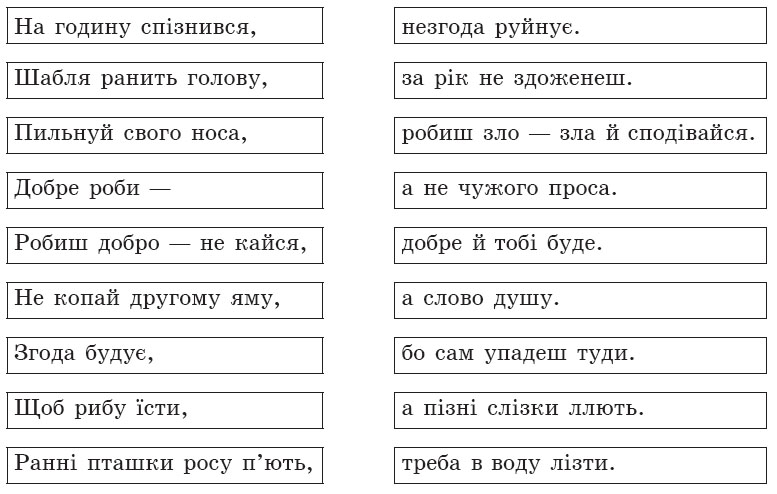 На годину спізнився,
незгода руйнує.
Шабля ранить голову,
за рік не здоженеш.
Пильнуй свого носа,
робиш зло — зла й сподівайся.
Добре роби —
а не чужого проса.
Робиш добро — не кайся,
добре й тобі буде.
Не копай другому яму,
а слово душу.
Згода будує,
бо сам упадеш туди.
Щоб рибу їсти,
а пізні слізки ллють.
Ранні пташки росу п’ють,
треба в воду лізти.